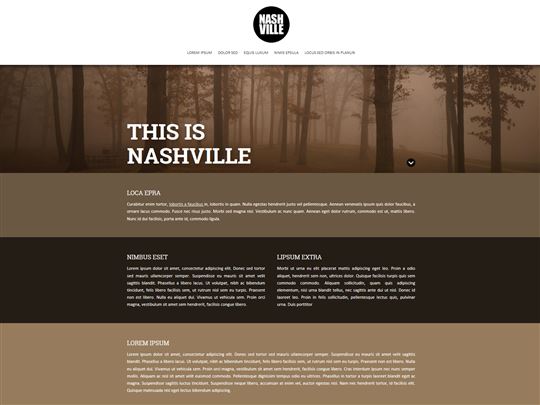 NASH
VILLE
LOREM IPSUM DOLOR SED EQUIS LUXUM NIMIS EPSULA LOCUS SED ORBIS IN PLANUN
THIS IS
NASHVILLE
LOCA EPRA
Curabitur enim tortor, lobortis a faucibus in, lobortis in quam. Nulla egestas hendrerit justo vel pellentesque. Aenean venenatis ipsum quis dolor faucibus, a
ornare lacus commodo. Fusce nec risus justo. Morbi sed magna nisi. Vestibulum ac nunc quam. Aenean eget dolor rutrum, commodo est ut, mattis libero.
Nunc id dui facilisis, porta ante id, commodo ligula.
NIMBUS ESET
Lorem ipsum dolor sit amet, consectetur adipiscing elit. Donec sed tortor
sed mauris ullamcorper semper. Suspendisse eu mauris sit amet velit
sagittis blandit. Phasellus a libero lacus. Ut volutpat, nibh ac bibendum
tincidunt, felis libero facilisis sem, ut rutrum sem dui ut nisl. Praesent
non est libero. Nulla eu aliquet dui. Vivamus ut vehicula sem. Proin orci
magna, vestibulum sit amet sem hendrerit, facilisis congue libero.
LIPSUM EXTRA
Morbi ut urna eu elit placerat mattis adipiscing eget leo. Proin a odio
aliquet, hendrerit sem non, ultrices dolor. Quisque facilisis turpis quis sem
commodo commodo. Aliquam sollicitudin, quam quis adipiscing
elementum, nisi urna blandit tellus, nec sagittis ante dui ut nisl. Donec id
laoreet leo. Proin in felis sollicitudin, pellentesque lectus quis, pulvinar
urna. Duis porttitor
LOREM IPSUM
Lorem ipsum dolor sit amet, consectetur adipiscing elit. Donec sed tortor sed mauris ullamcorper semper. Suspendisse eu mauris sit amet velit sagittis
blandit. Phasellus a libero lacus. Ut volutpat, nibh ac bibendum tincidunt, felis libero facilisis sem, ut rutrum sem dui ut nisl. Praesent non est libero. Nulla
eu aliquet dui. Vivamus ut vehicula sem. Proin orci magna, vestibulum sit amet sem hendrerit, facilisis congue libero. Cras interdum ipsum nec nunc semper
mollis. Aliquam ac nisl sit amet velit euismod commodo. Pellentesque dignissim tempus odio eu ultrices. Phasellus in tortor a turpis blandit eget ac
magna. Suspendisse luctus tincidunt. Suspendisse neque libero, accumsan at enim vel, auctor egestas nisl. Nam nec hendrerit tortor, id facilisis elit.
Quisque malesuada nisl eget lectus bibendum adipiscing.